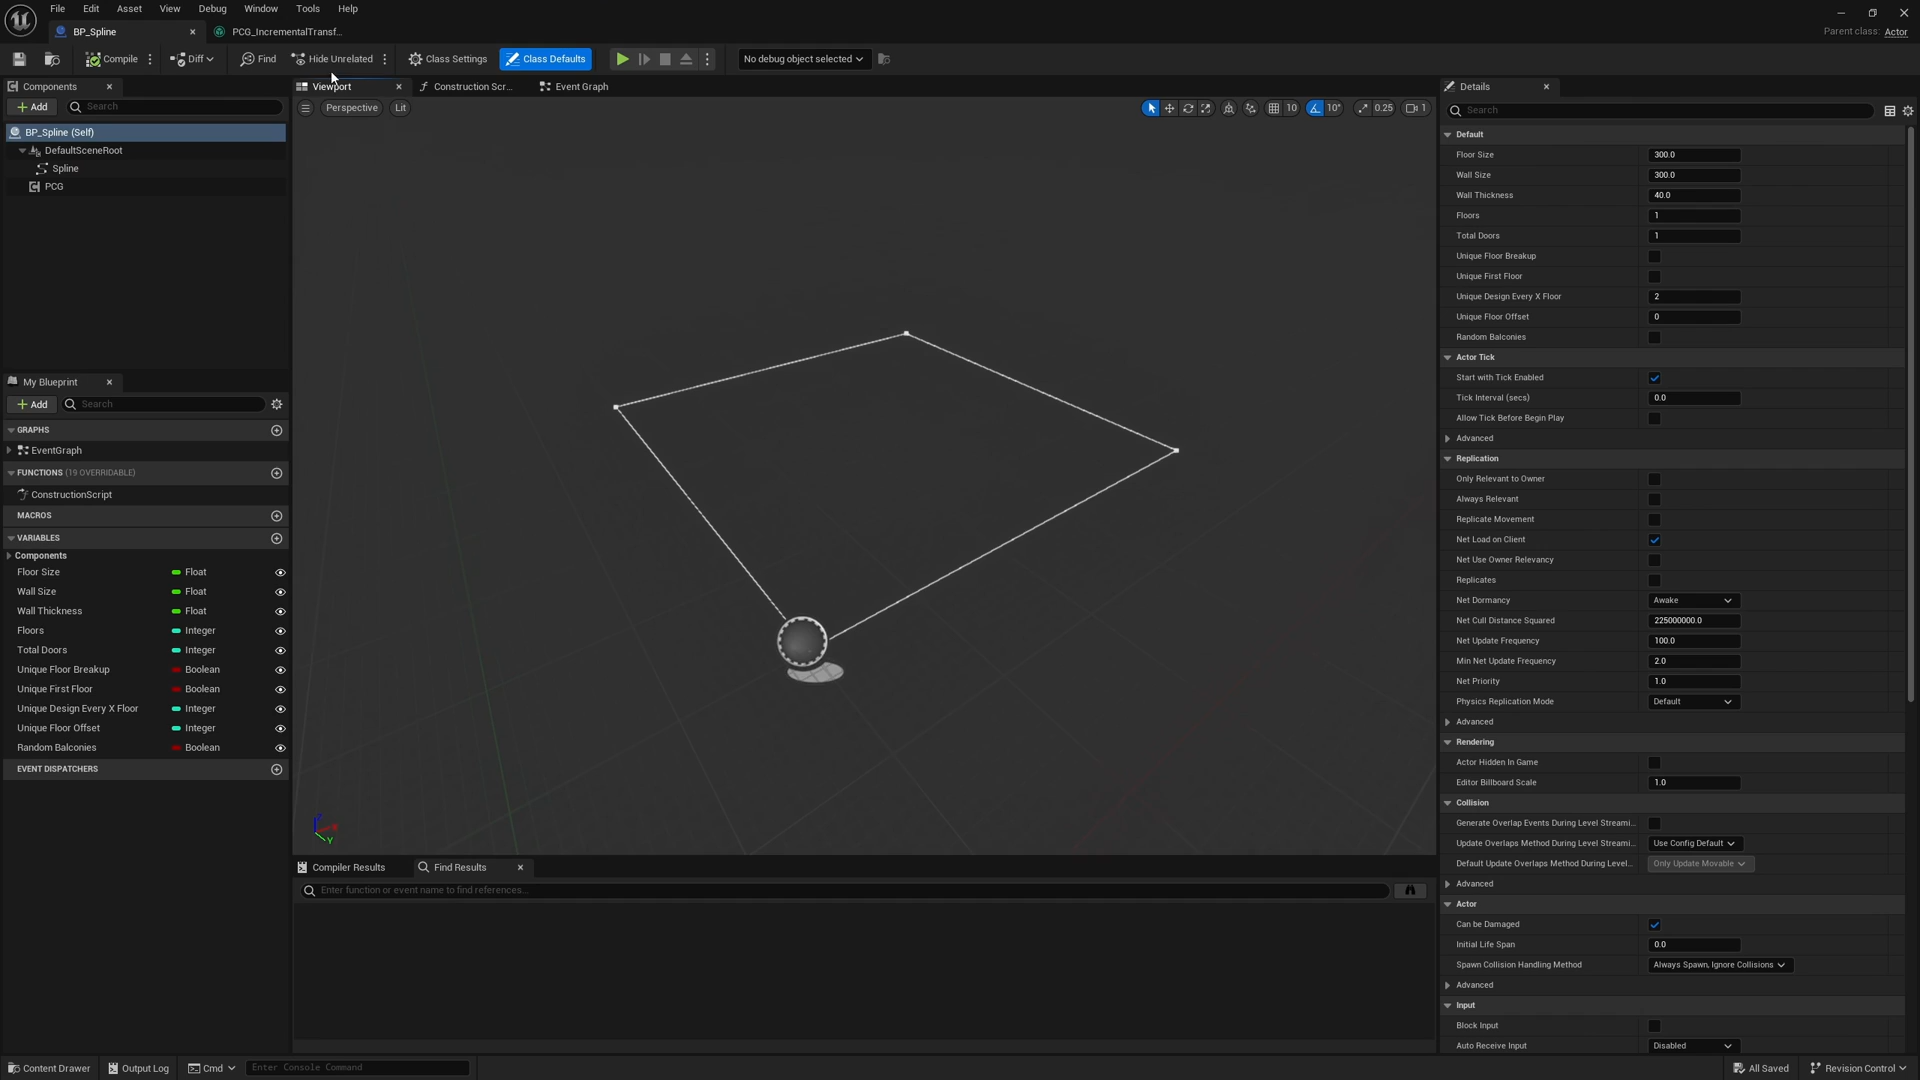 File Edit Asset View Debug Window Tools Help
BP_Spline PCG_IncrementalTransf...
Parent class: Actor
Compile Diff Find Hide Unrelated Class Settings Class Defaults No debug object selected
Components
Add Search
BP_Spline (Self)
DefaultSceneRoot
Spline
PCG
My Blueprint
Add Search
GRAPHS
EventGraph
FUNCTIONS (19 OVERRIDABLE)
ConstructionScript
MACROS
VARIABLES
Components
Floor Size Float
Wall Size Float
Wall Thickness Float
Floors Integer
Total Doors Integer
Unique Floor Breakup Boolean
Unique First Floor Boolean
Unique Design Every X Floor Integer
Unique Floor Offset Integer
Random Balconies Boolean
EVENT DISPATCHERS
Viewport Construction Scr... Event Graph
Perspective Lit 10 10° 0.25 1
Y
Compiler Results Find Results
Enter function or event name to find references...
Details
Search
Default
Floor Size 300.0
Wall Size 300.0
Wall Thickness 40.0
Floors 1
Total Doors 1
Unique Floor Breakup
Unique First Floor
Unique Design Every X Floor 2
Unique Floor Offset 0
Random Balconies
Actor Tick
Start with Tick Enabled
Tick Interval (secs) 0.0
Allow Tick Before Begin Play
Advanced
Replication
Only Relevant to Owner
Always Relevant
Replicate Movement
Net Load on Client
Net Use Owner Relevancy
Replicates
Net Dormancy Awake
Net Cull Distance Squared 225000000.0
Net Update Frequency 100.0
Min Net Update Frequency 2.0
Net Priority 1.0
Physics Replication Mode Default
Advanced
Rendering
Actor Hidden In Game
Editor Billboard Scale 1.0
Collision
Generate Overlap Events During Level Streami...
Update Overlaps Method During Level Streami... Use Config Default
Default Update Overlaps Method During Level... Only Update Movable
Advanced
Actor
Can be Damaged
Initial Life Span 0.0
Spawn Collision Handling Method Always Spawn, Ignore Collisions
Advanced
Input
Block Input
Auto Receive Input Disabled
Content Drawer Output Log Cmd Enter Console Command All Saved Revision Control